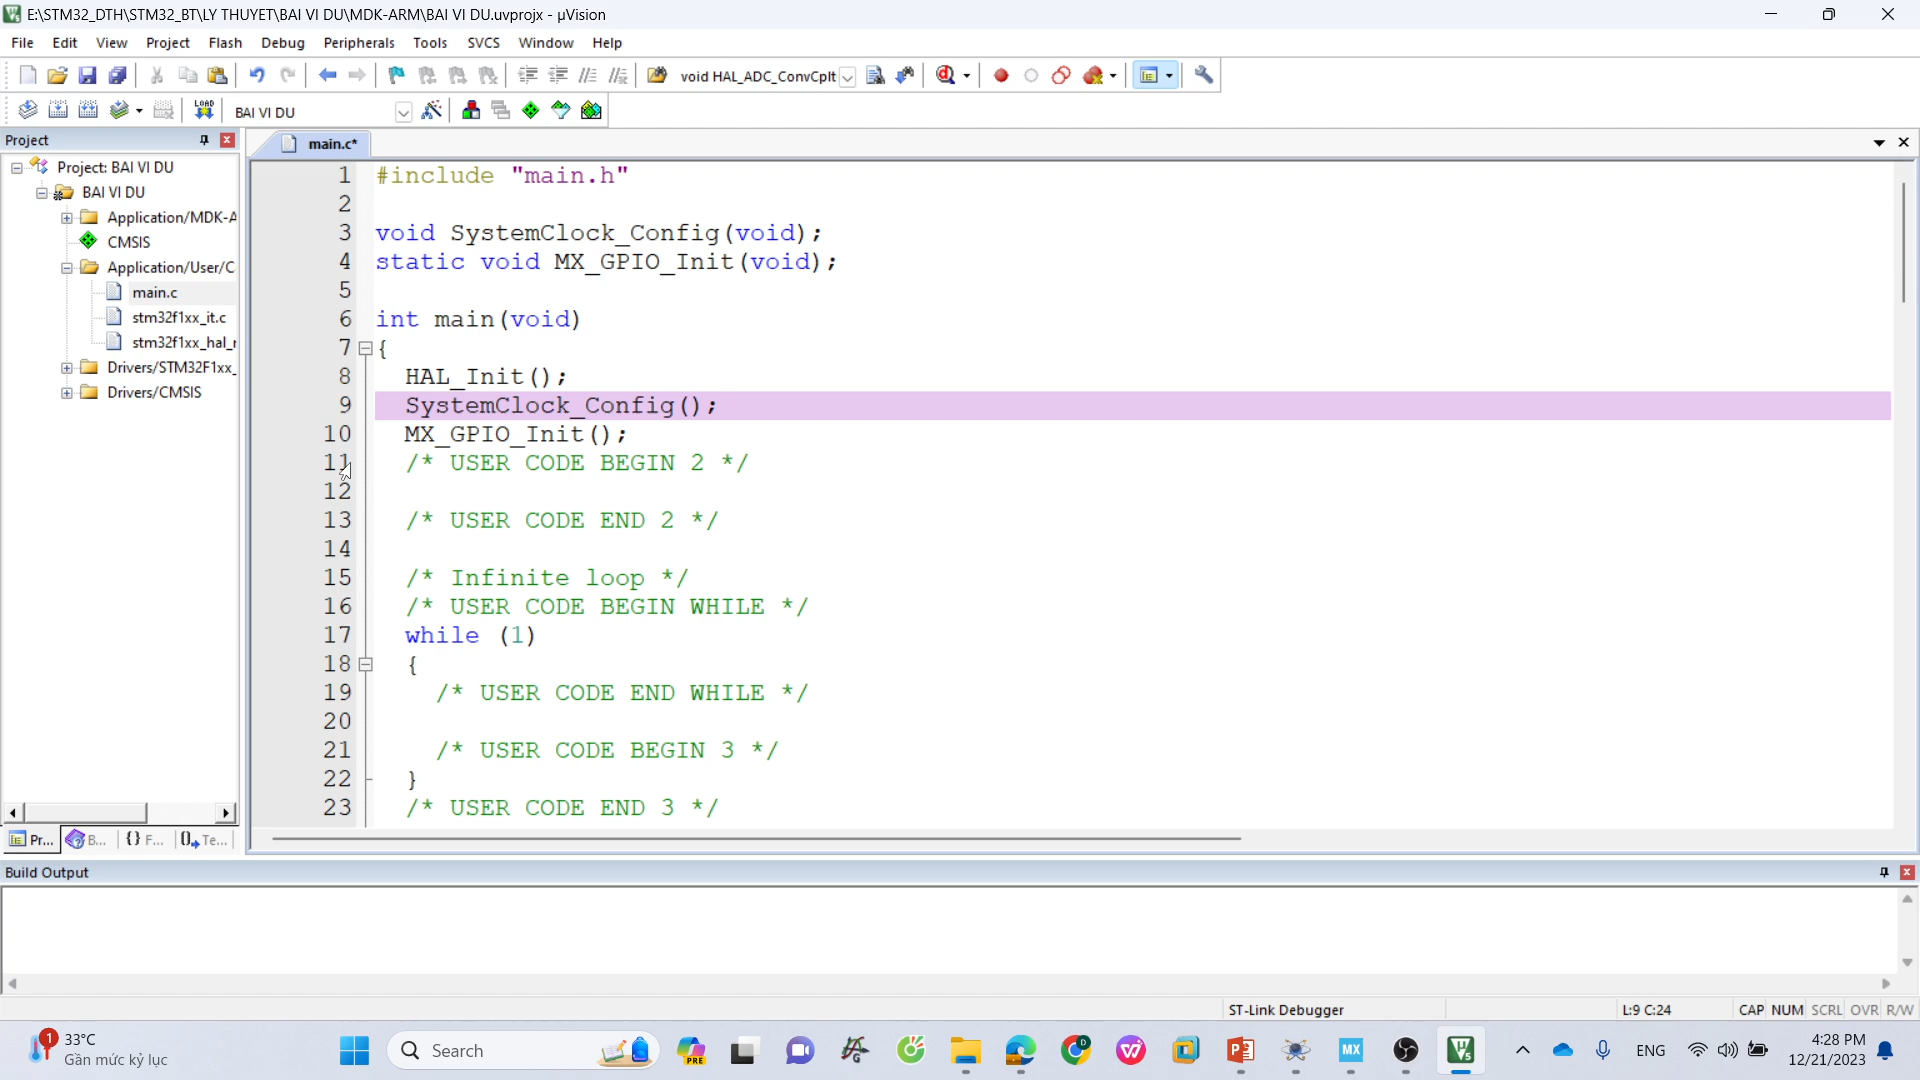 E:\STM32_DTH\STM32_BT\LY THUYET\BAI VI DU\MDK-ARM\BAI VI DU.uvprojx - µVision
File Edit View Project Flash Debug Peripherals Tools SVCS Window Help
void HAL_ADC_ConvCplt
LOAD BAI VI DU
Project
main.c*
Project: BAI VI DU
BAI VI DU
Application/MDK-A
CMSIS
Application/User/C
main.c
stm32f1xx_it.c
stm32f1xx_hal_r
Drivers/STM32F1xx_
Drivers/CMSIS
Pr... B... {} F... Te...
1 #include "main.h"
2
3 void SystemClock_Config(void);
4 static void MX_GPIO_Init(void);
5
6 int main(void)
7 {
8 HAL_Init();
9 SystemClock_Config();
10 MX_GPIO_Init();
11 /* USER CODE BEGIN 2 */
12
13 /* USER CODE END 2 */
14
15 /* Infinite loop */
16 /* USER CODE BEGIN WHILE */
17 while (1)
18 {
19 /* USER CODE END WHILE */
20
21 /* USER CODE BEGIN 3 */
22 }
23 /* USER CODE END 3 */
Build Output
ST-Link Debugger
L:9 C:24
CAP NUM SCRL OVR R/W
1
33°C
Gần mức kỷ lục
Search
PRE
MX
ENG
4:28 PM
12/21/2023